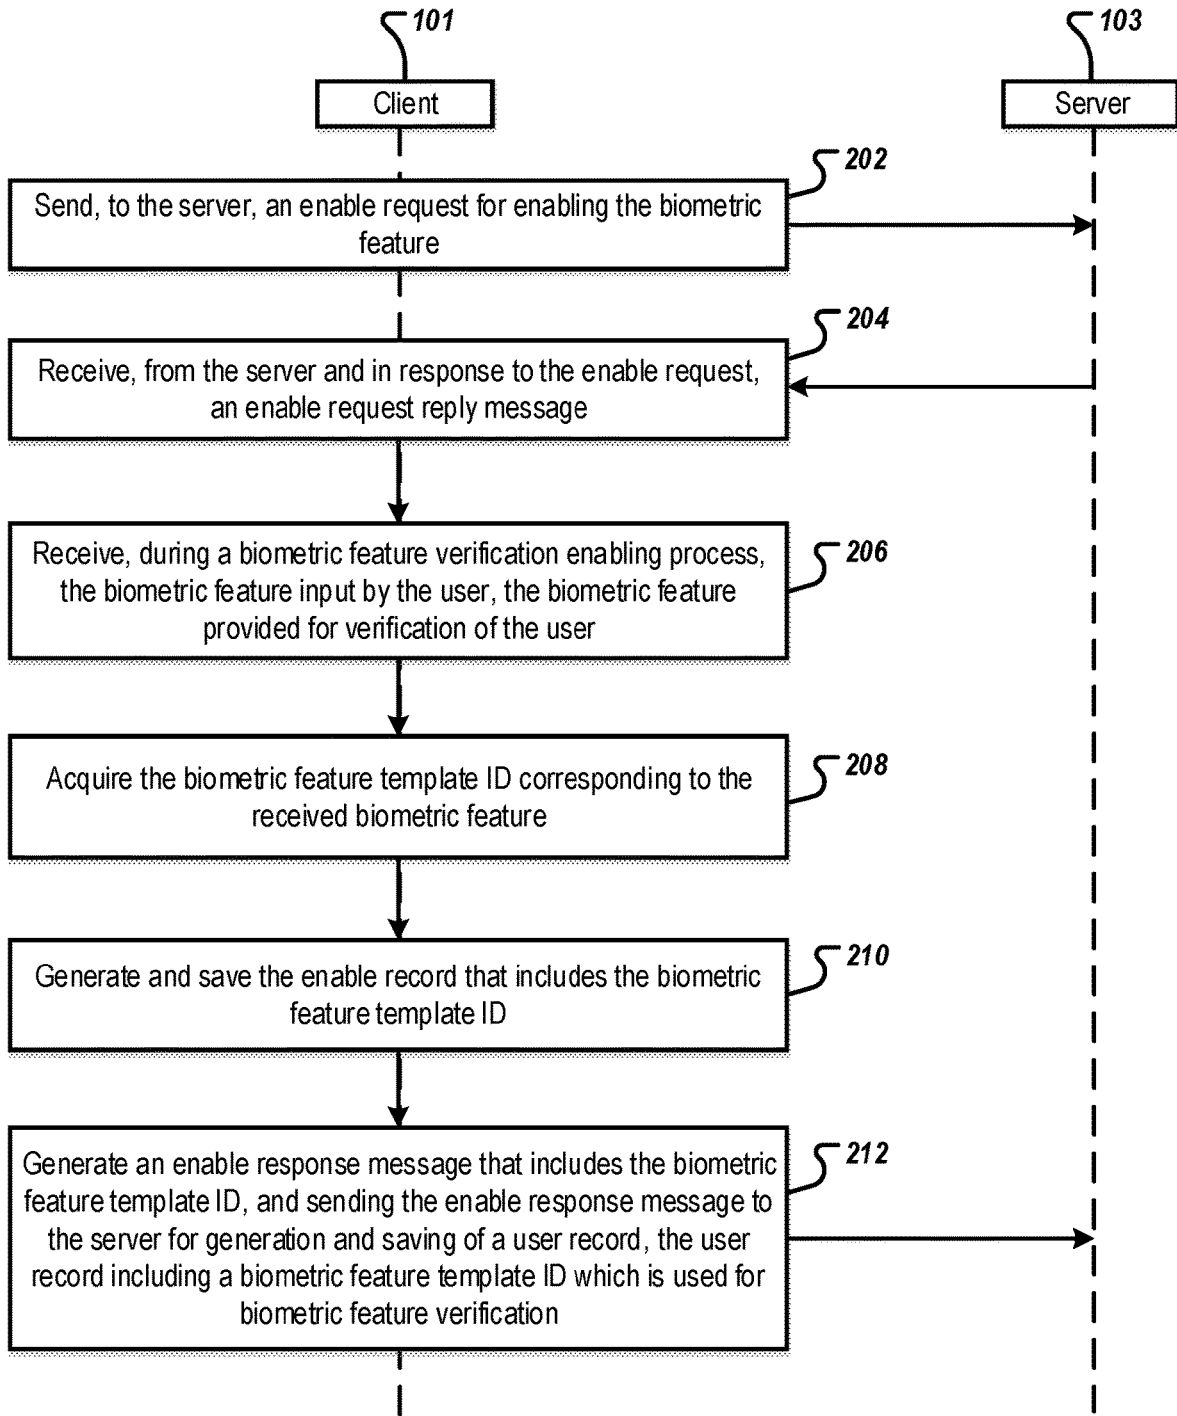 101
103
Client
Server
202
Send, to the server, an enable request for enabling the biometric
feature
204
Receive, from the server and in response to the enable request,
an enable request reply message
206
Receive, during a biometric feature verification enabling process,
the biometric feature input by the user, the biometric feature
provided for verification of the user
208
Acquire the biometric feature template ID corresponding to the
received biometric feature
210
Generate and save the enable record that includes the biometric
feature template ID
212
Generate an enable response message that includes the biometric
feature template ID, and sending the enable response message to
the server for generation and saving of a user record, the user
record including a biometric feature template ID which is used for
biometric feature verification